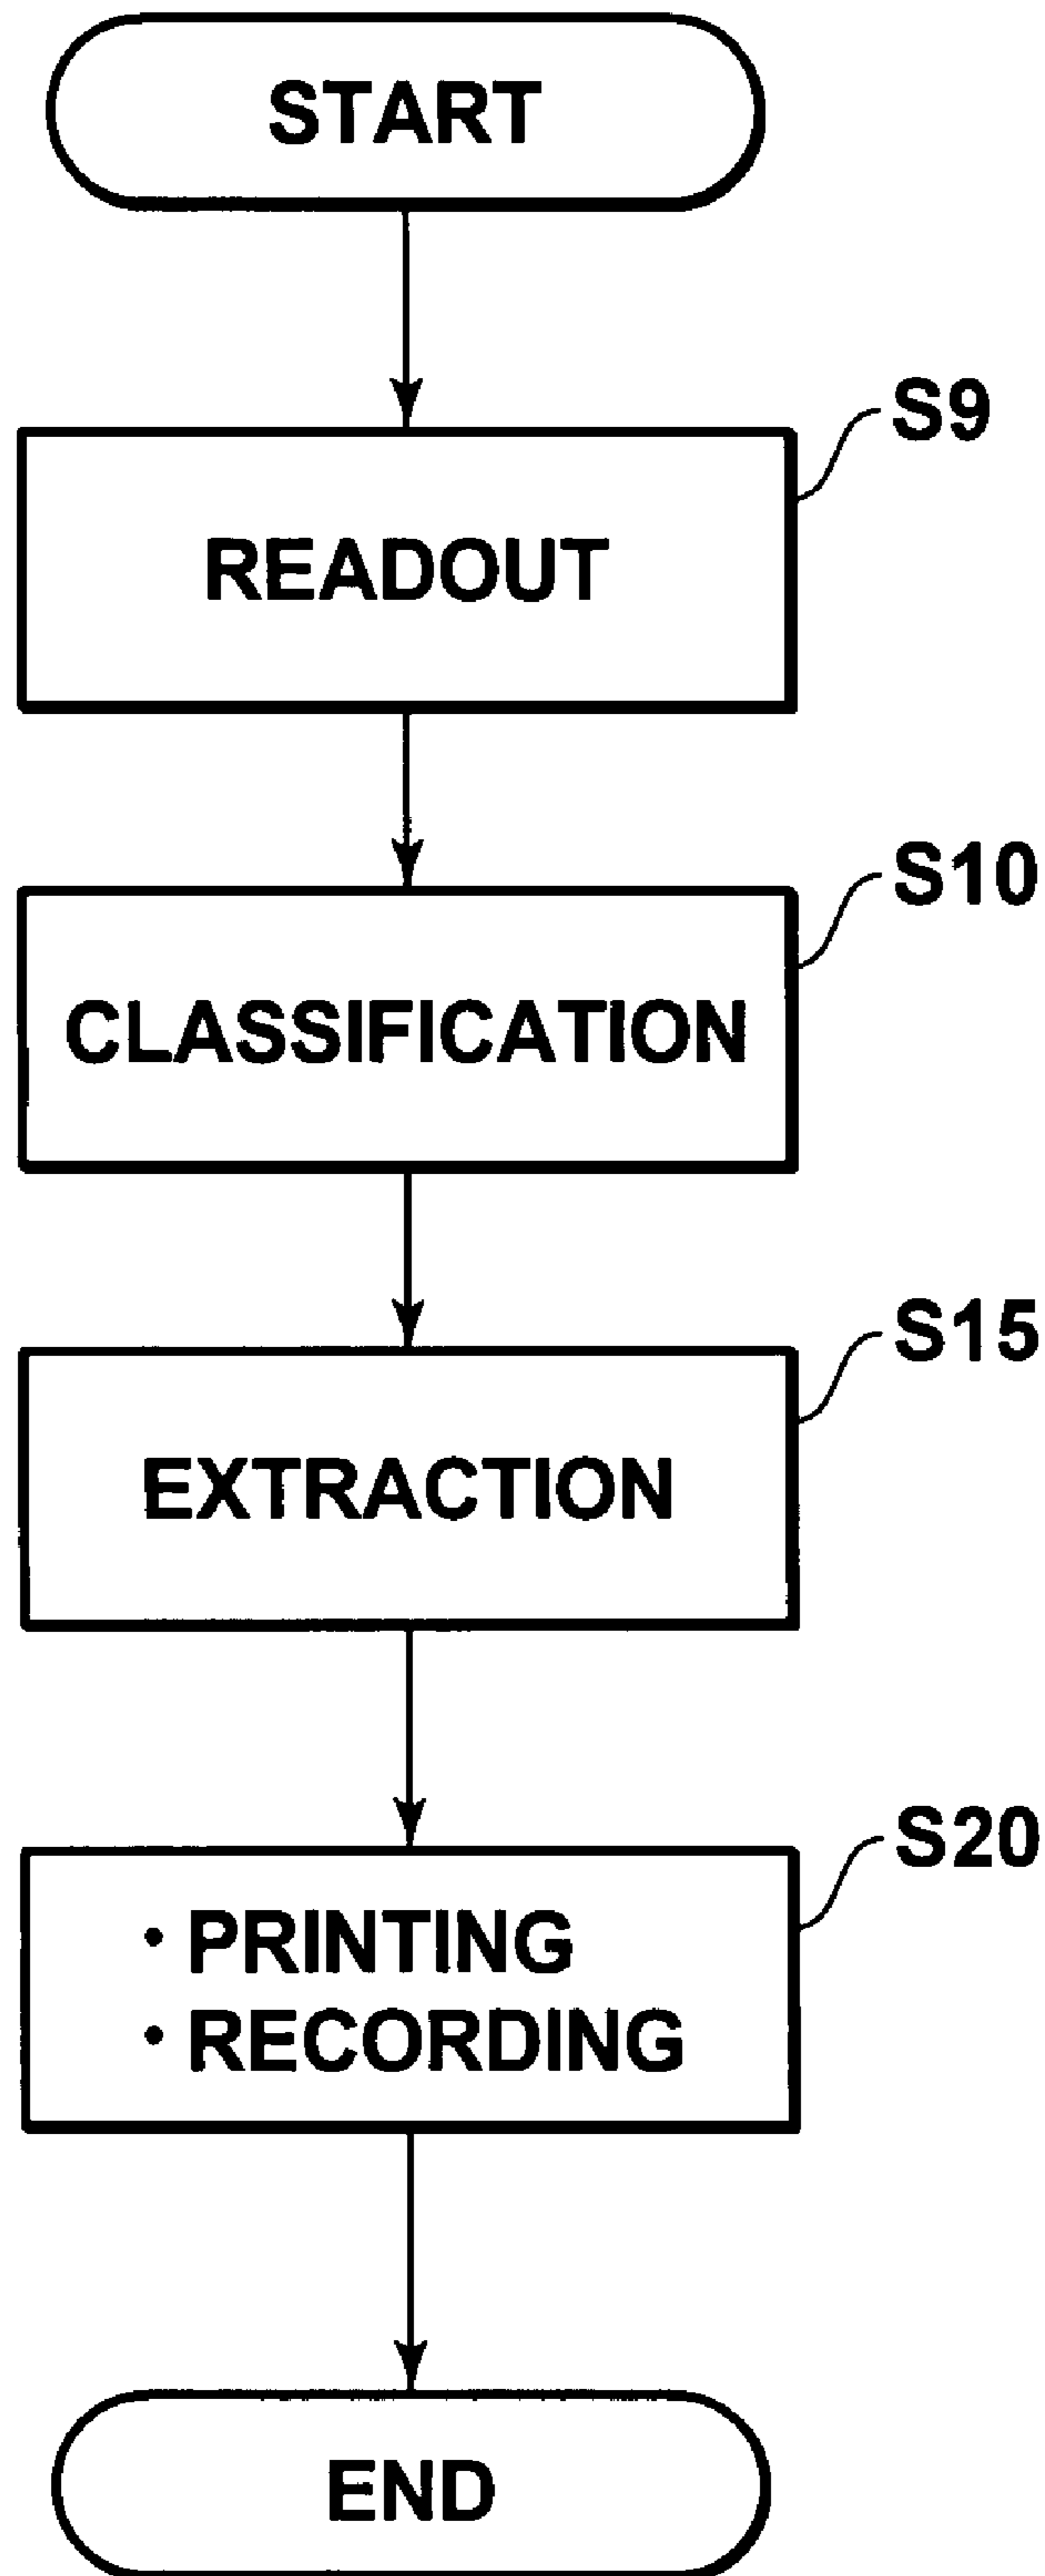 START
S9
READOUT
S10
CLASSIFICATION
S15
EXTRACTION
S20
· PRINTING
· RECORDING
END